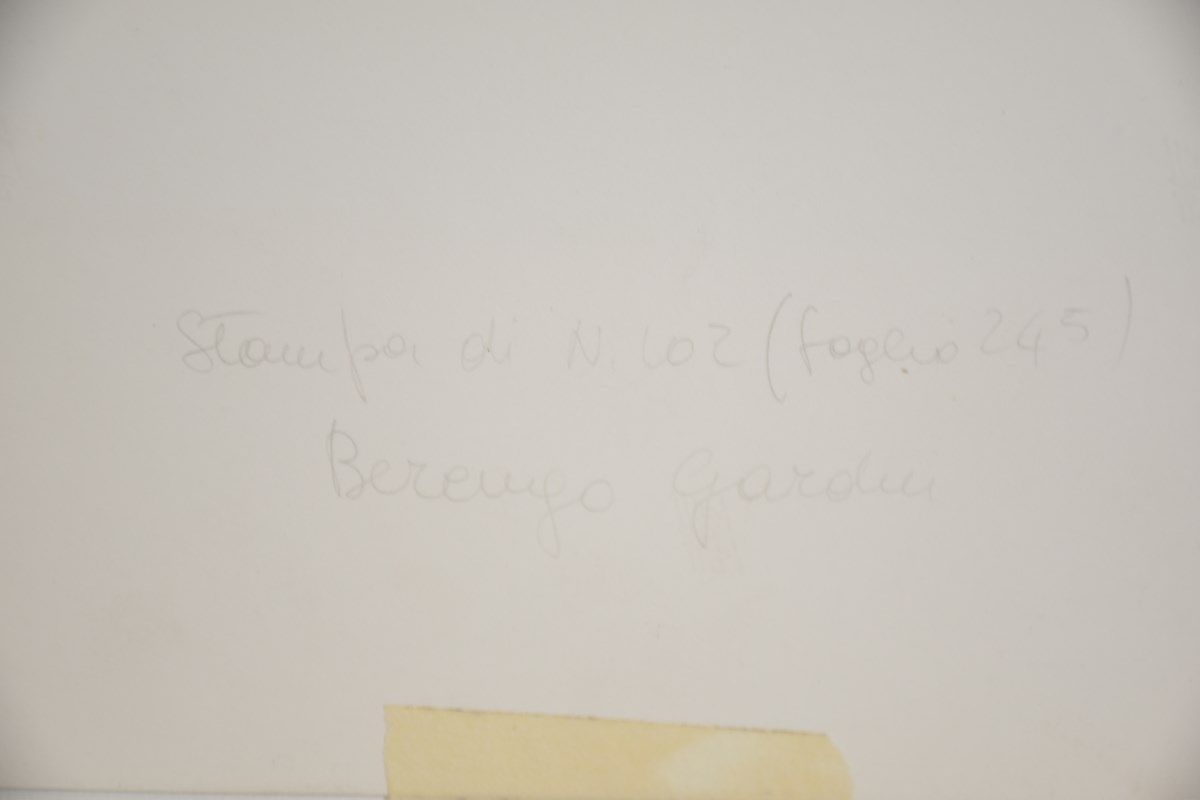 Stampa di N. 102 (foglio 245)
Berengo Gardin